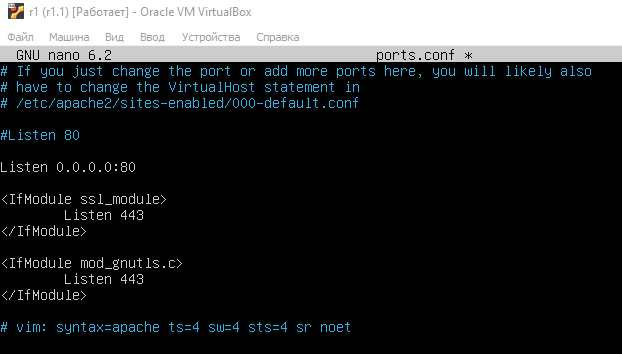 r1 (r1.1) [Работает] - Oracle VM VirtualBox
Файл Машина Вид Ввод Устройства Справка
GNU nano 6.2 ports.conf *
# If you just change the port or add more ports here, you will likely also
# have to change the VirtualHost statement in
# /etc/apache2/sites-enabled/000-default.conf
#Listen 80
Listen 0.0.0.0:80
<IfModule ssl_module>
Listen 443
</IfModule>
<IfModule mod_gnutls.c>
Listen 443
</IfModule>
# vim: syntax=apache ts=4 sw=4 sts=4 sr noet